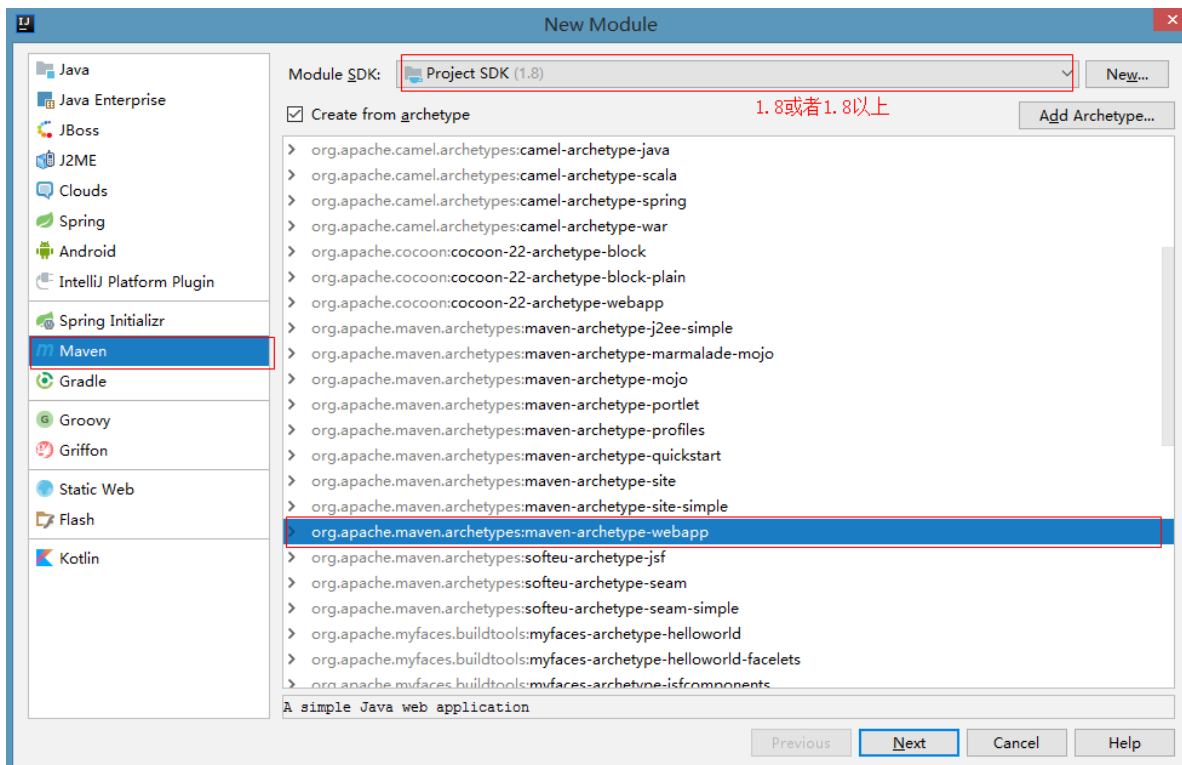 New Module
Java
Java Enterprise
JBoss
J2ME
Clouds
Spring
Android
IntelliJ Platform Plugin
Spring Initializr
Maven
Gradle
Groovy
Griffon
Static Web
Flash
Kotlin
Module SDK: Project SDK (1.8) New...
1.8或者1.8以上
Create from archetype Add Archetype...
org.apache.camel.archetypes:camel-archetype-java
org.apache.camel.archetypes:camel-archetype-scala
org.apache.camel.archetypes:camel-archetype-spring
org.apache.camel.archetypes:camel-archetype-war
org.apache.cocoon:cocoon-22-archetype-block
org.apache.cocoon:cocoon-22-archetype-block-plain
org.apache.cocoon:cocoon-22-archetype-webapp
org.apache.maven.archetypes:maven-archetype-j2ee-simple
org.apache.maven.archetypes:maven-archetype-marmalade-mojo
org.apache.maven.archetypes:maven-archetype-mojo
org.apache.maven.archetypes:maven-archetype-portlet
org.apache.maven.archetypes:maven-archetype-profiles
org.apache.maven.archetypes:maven-archetype-quickstart
org.apache.maven.archetypes:maven-archetype-site
org.apache.maven.archetypes:maven-archetype-site-simple
org.apache.maven.archetypes:maven-archetype-webapp
org.apache.maven.archetypes:softeu-archetype-jsf
org.apache.maven.archetypes:softeu-archetype-seam
org.apache.maven.archetypes:softeu-archetype-seam-simple
org.apache.myfaces.buildtools:myfaces-archetype-helloworld
org.apache.myfaces.buildtools:myfaces-archetype-helloworld-facelets
org.apache.myfaces.buildtools:myfaces-archetype-jsfcomponents
A simple Java web application
Previous Next Cancel Help